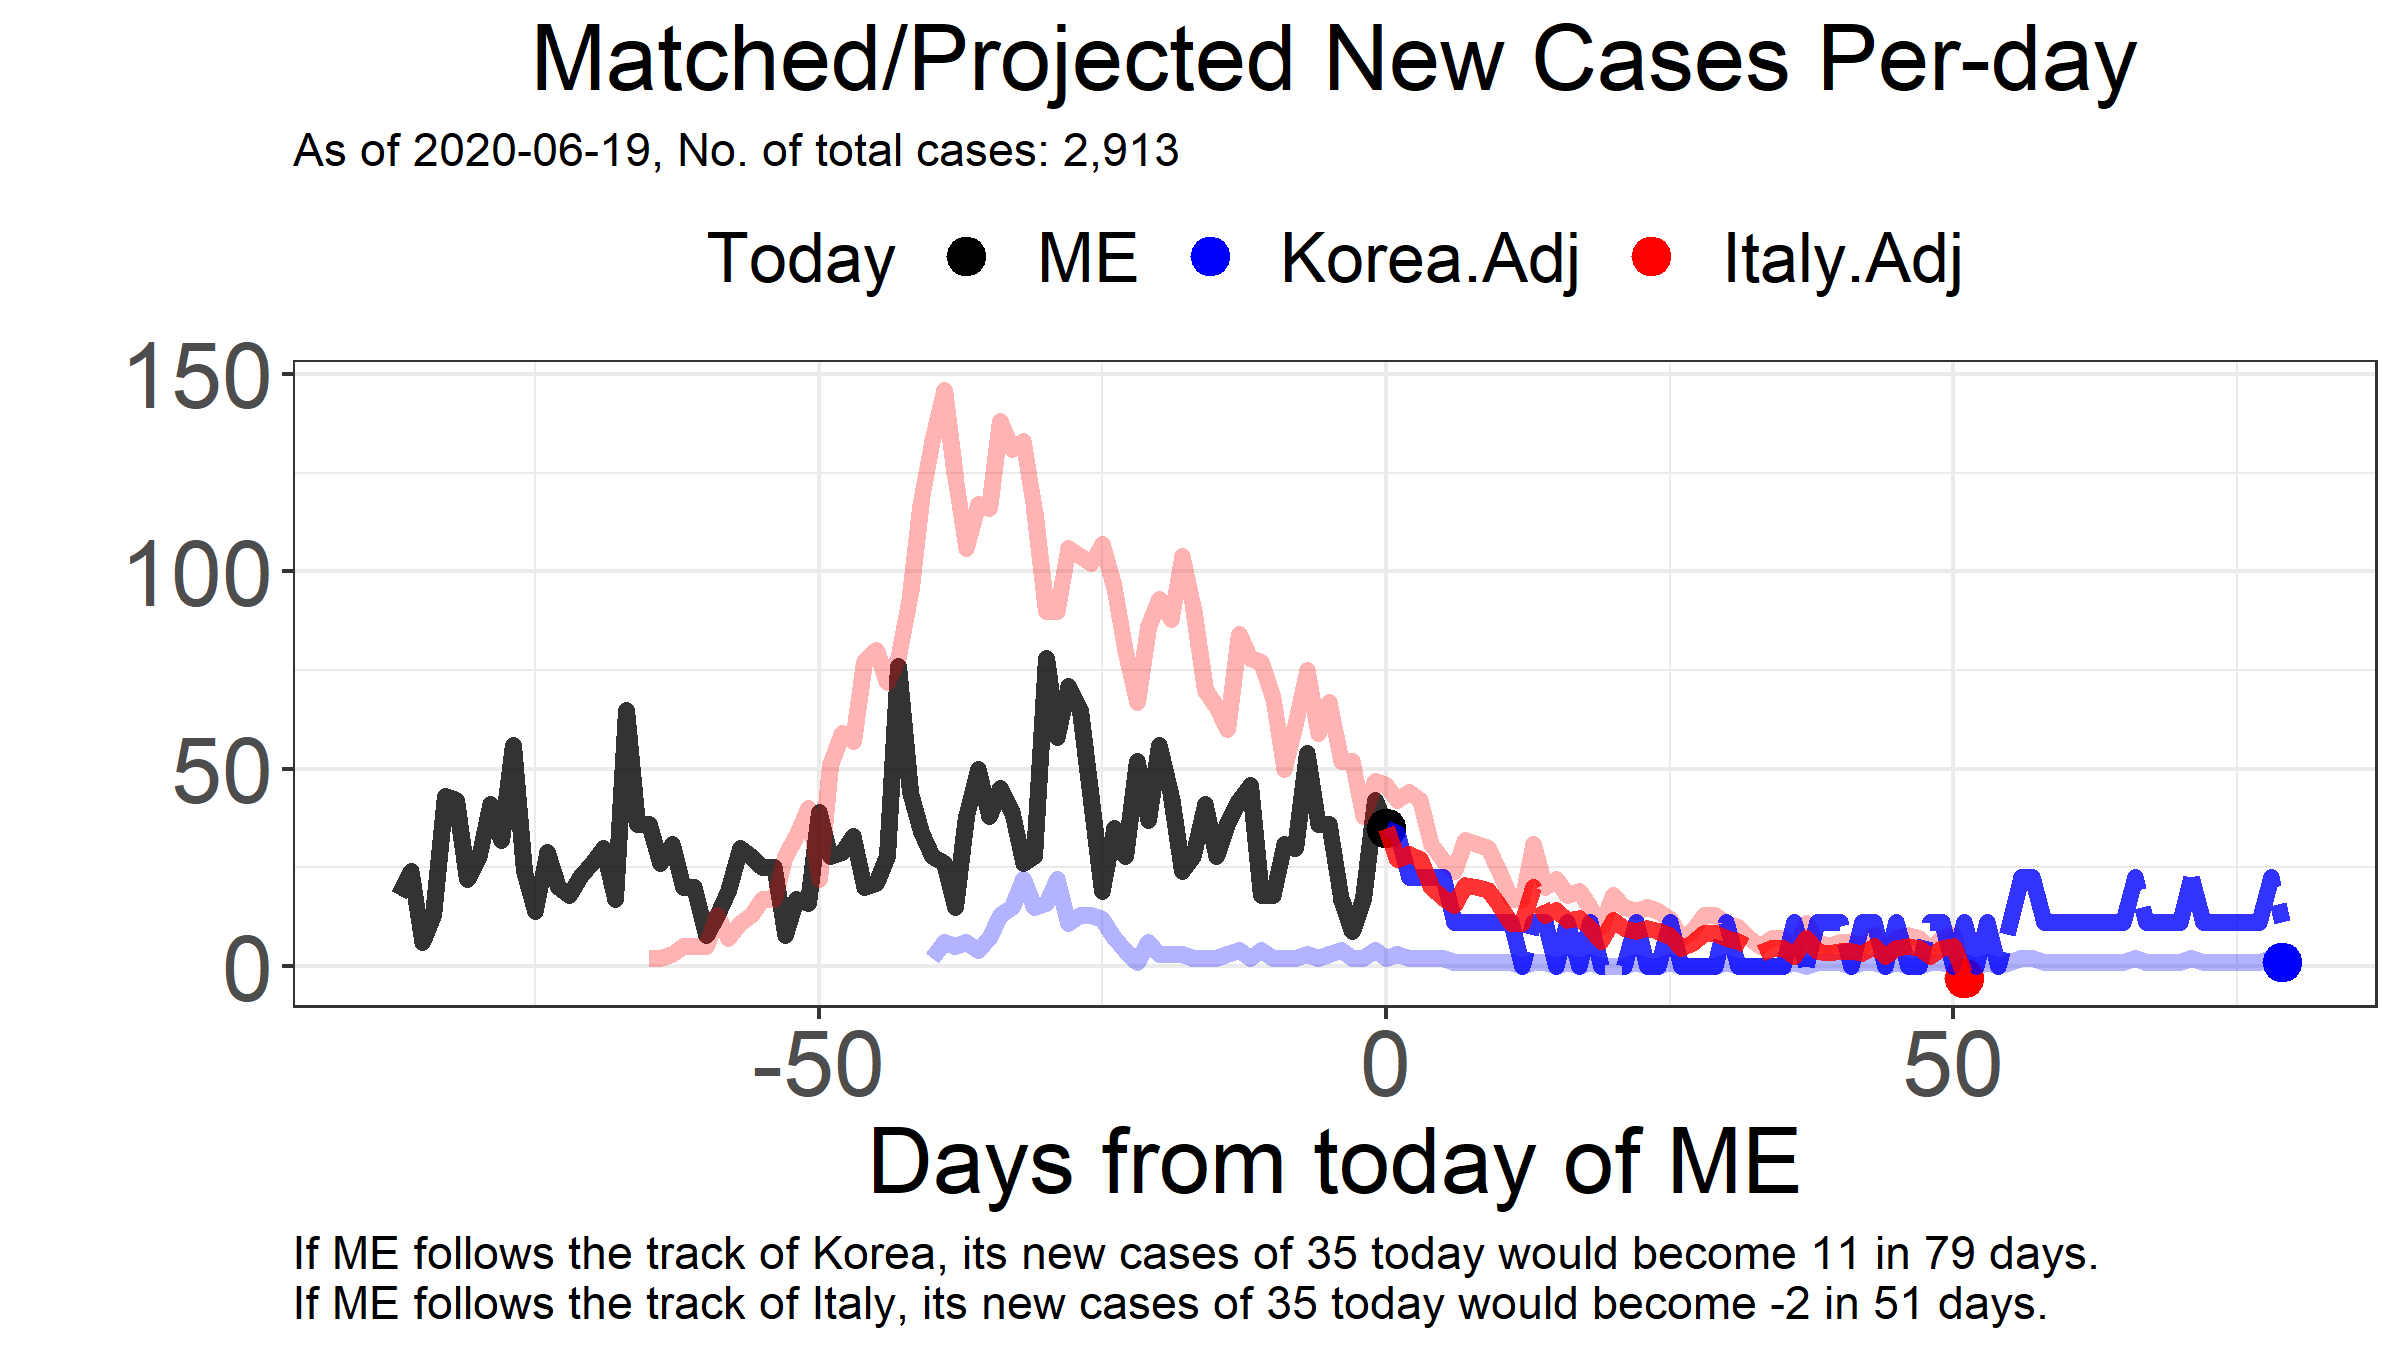 Matched/Projected New Cases Per-day
As of 2020-06-19, No. of total cases: 2,913
Today ME Korea.Adj Italy.Adj
150
100
50
0
-50 0 50
Days from today of ME
If ME follows the track of Korea, its new cases of 35 today would become 11 in 79 days.
If ME follows the track of Italy, its new cases of 35 today would become -2 in 51 days.